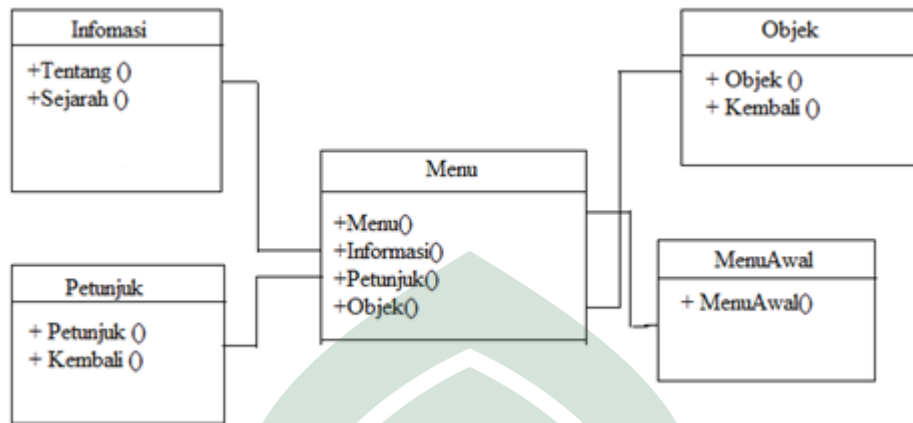 Infomasi
+Tentang ()
+Sejarah ()
Objek
+ Objek ()
+ Kembali ()
Menu
+Menu()
+Informasi()
+Petunjuk()
+Objek()
Petunjuk
+ Petunjuk ()
+ Kembali ()
MenuAwal
+ MenuAwal()